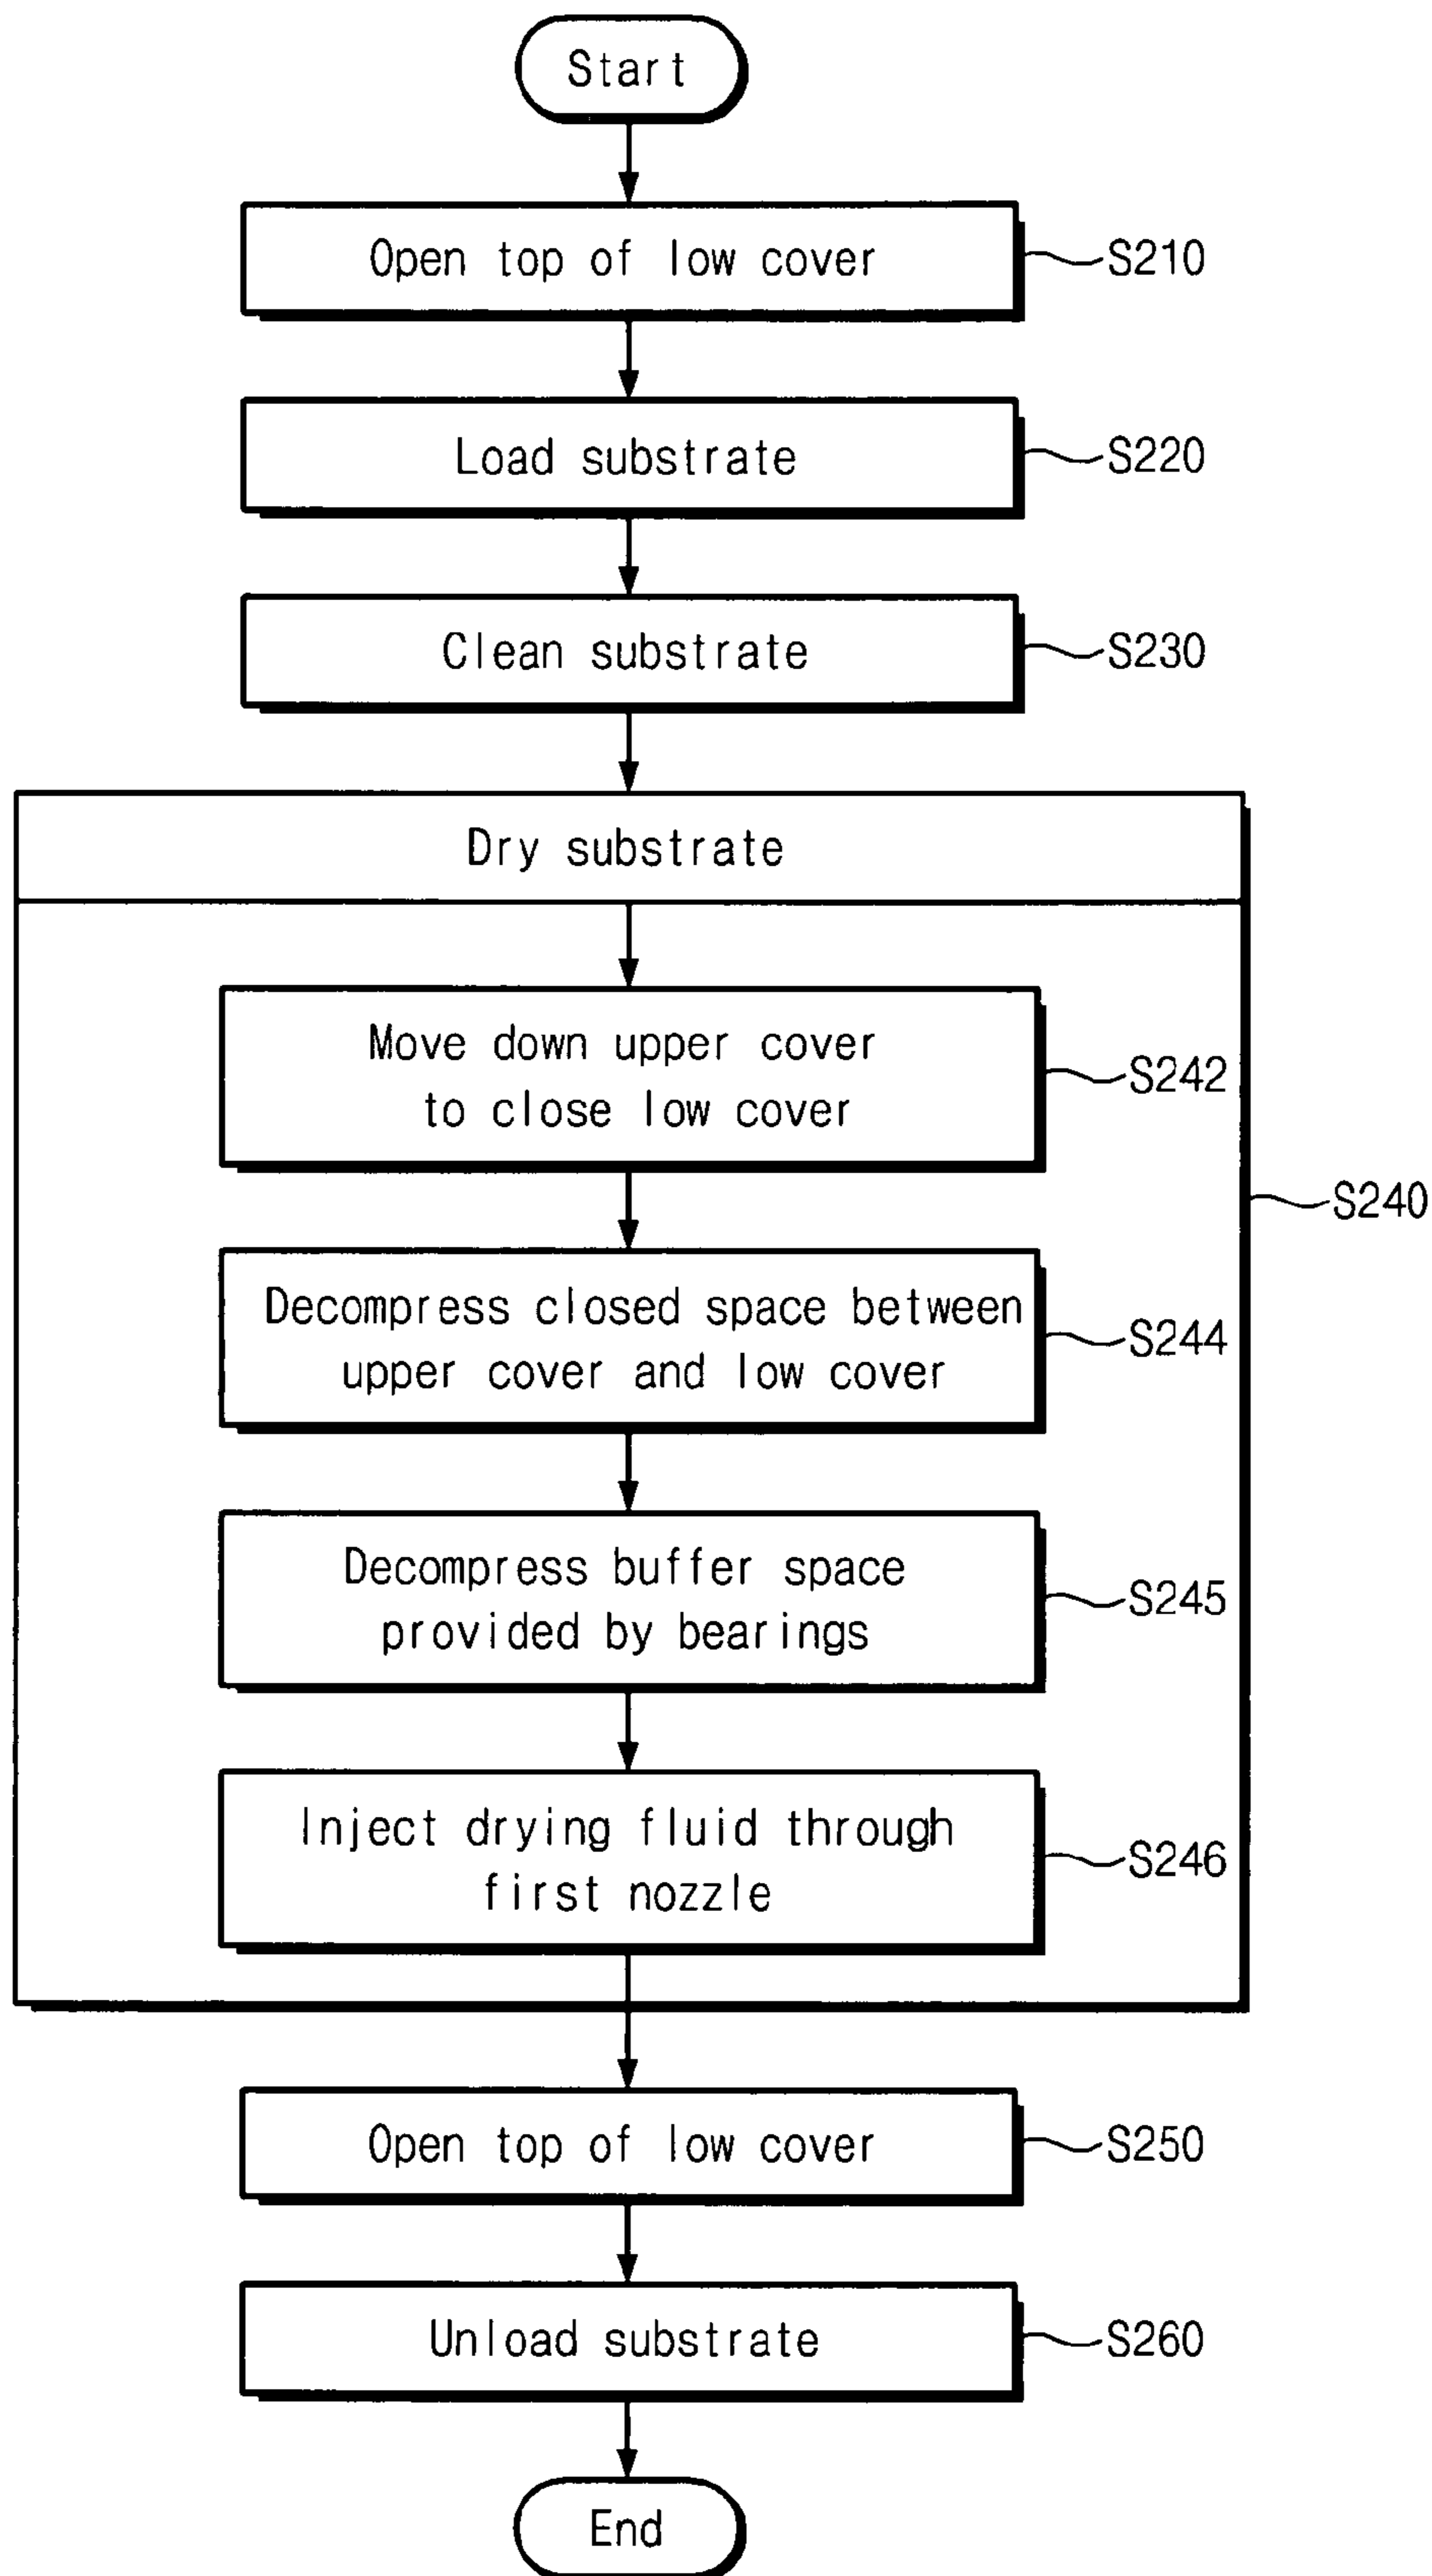 Start
Open top of low cover
S210
Load substrate
S220
Clean substrate
S230
Dry substrate
Move down upper cover
to close low cover
S242
S240
Decompress closed space between
upper cover and low cover
S244
Decompress buffer space
provided by bearings
S245
Inject drying fluid through
first nozzle
S246
Open top of low cover
S250
Unload substrate
S260
End